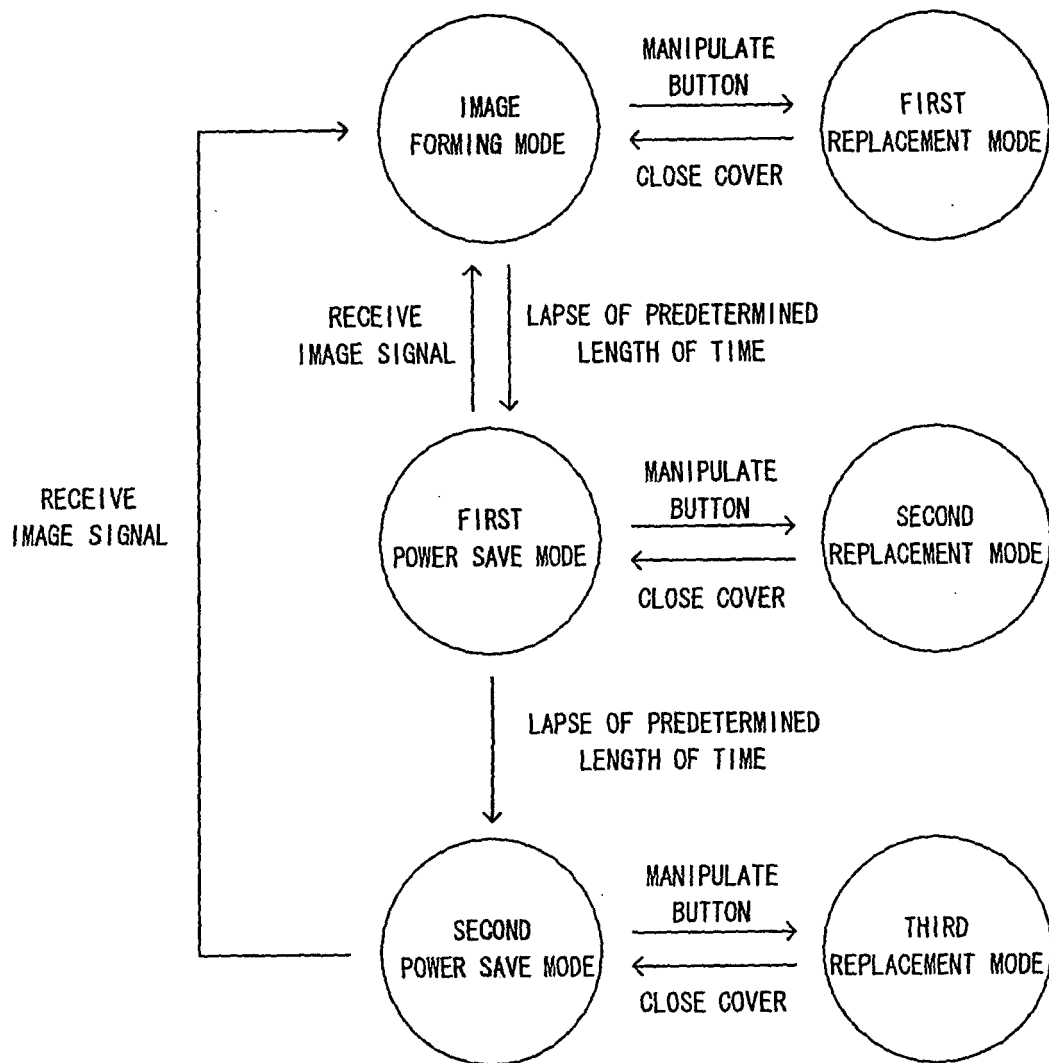 IMAGE
FORMING MODE
MANIPULATE
BUTTON
CLOSE COVER
FIRST
REPLACEMENT MODE
RECEIVE
IMAGE SIGNAL
LAPSE OF PREDETERMINED
LENGTH OF TIME
RECEIVE
IMAGE SIGNAL
FIRST
POWER SAVE MODE
MANIPULATE
BUTTON
CLOSE COVER
SECOND
REPLACEMENT MODE
LAPSE OF PREDETERMINED
LENGTH OF TIME
SECOND
POWER SAVE MODE
MANIPULATE
BUTTON
CLOSE COVER
THIRD
REPLACEMENT MODE